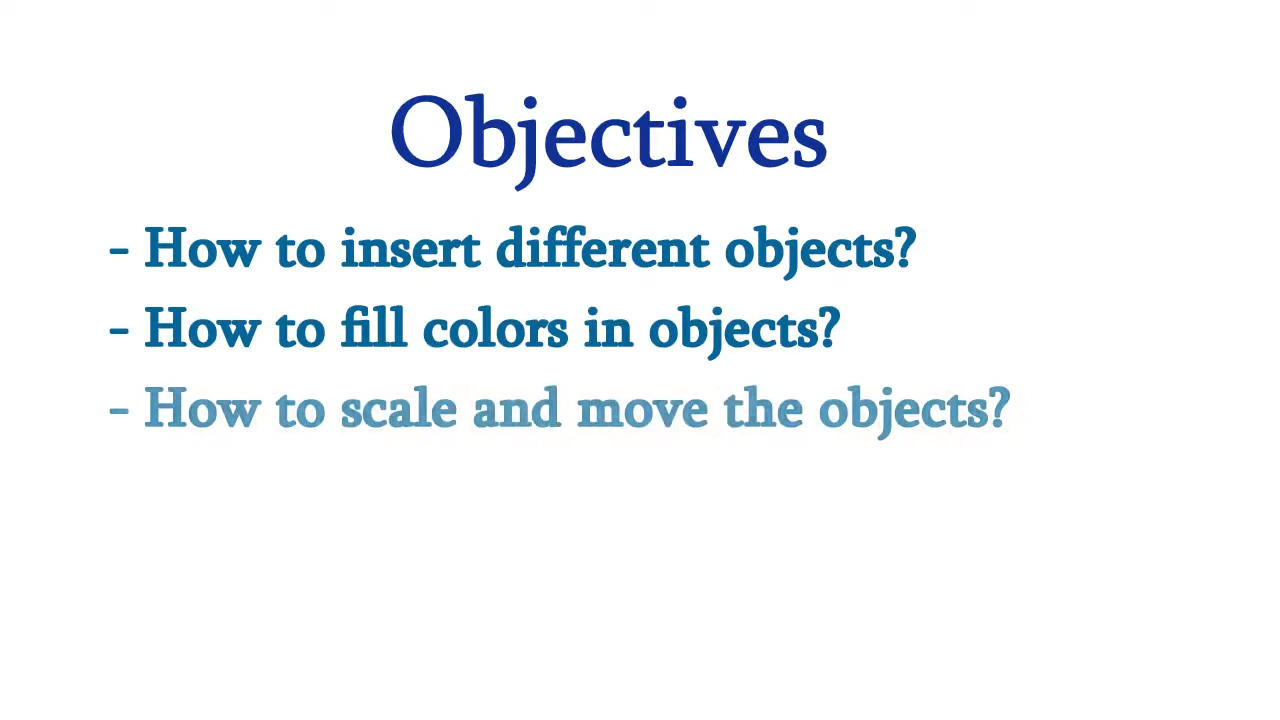 Objectives
- How to insert different objects?
- How to fill colors in objects?
- How to scale and move the objects?